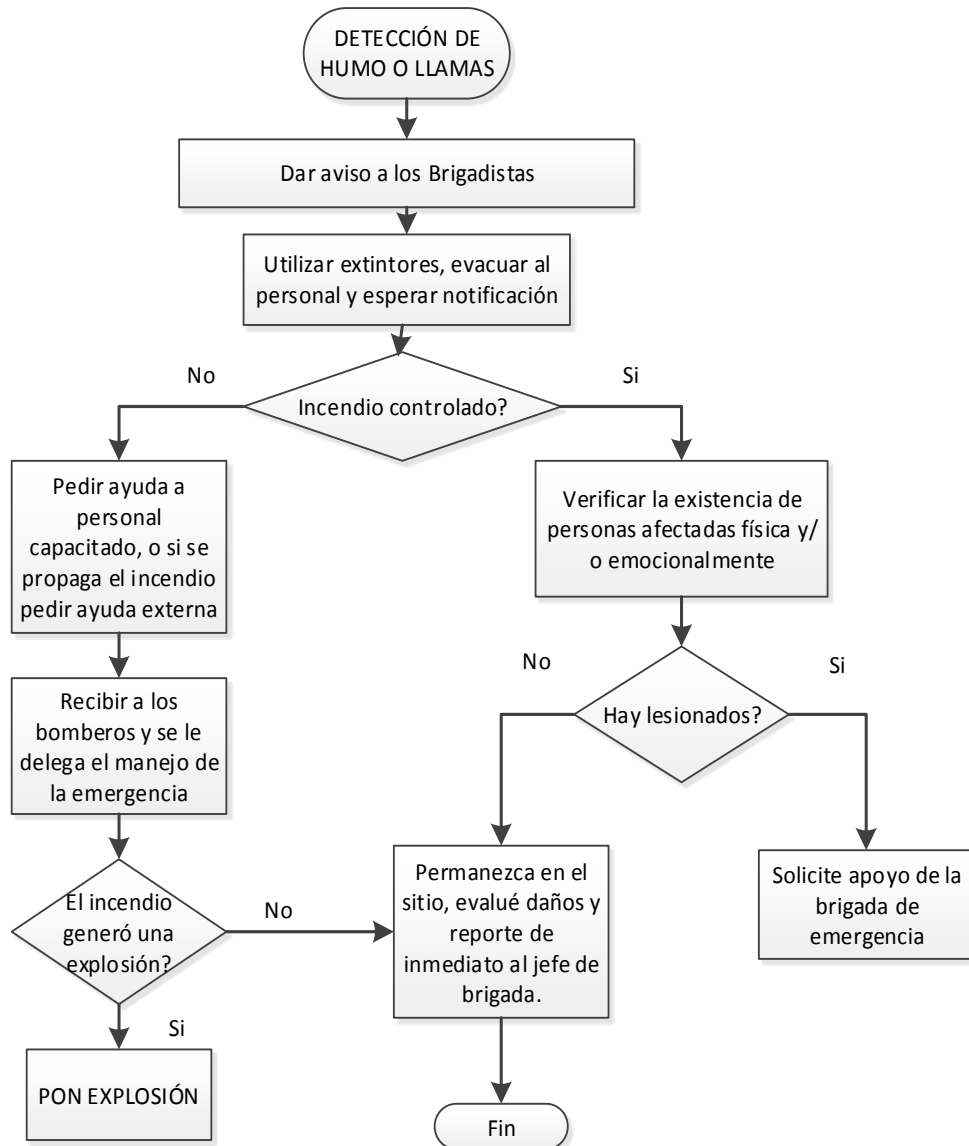 DETECCIÓN DE
HUMO O LLAMAS
Dar aviso a los Brigadistas
Utilizar extintores, evacuar al
personal y esperar notificación
No
Si
Incendio controlado?
Pedir ayuda a
personal
capacitado, o si se
propaga el incendio
pedir ayuda externa
Verificar la existencia de
personas afectadas física y/
o emocionalmente
No
Si
Recibir a los
bomberos y se le
delega el manejo de
la emergencia
Hay lesionados?
El incendio
generó una
explosión?
No
Permanezca en el
sitio, evalué daños y
reporte de
inmediato al jefe de
brigada.
Solicite apoyo de la
brigada de
emergencia
Si
PON EXPLOSIÓN
Fin